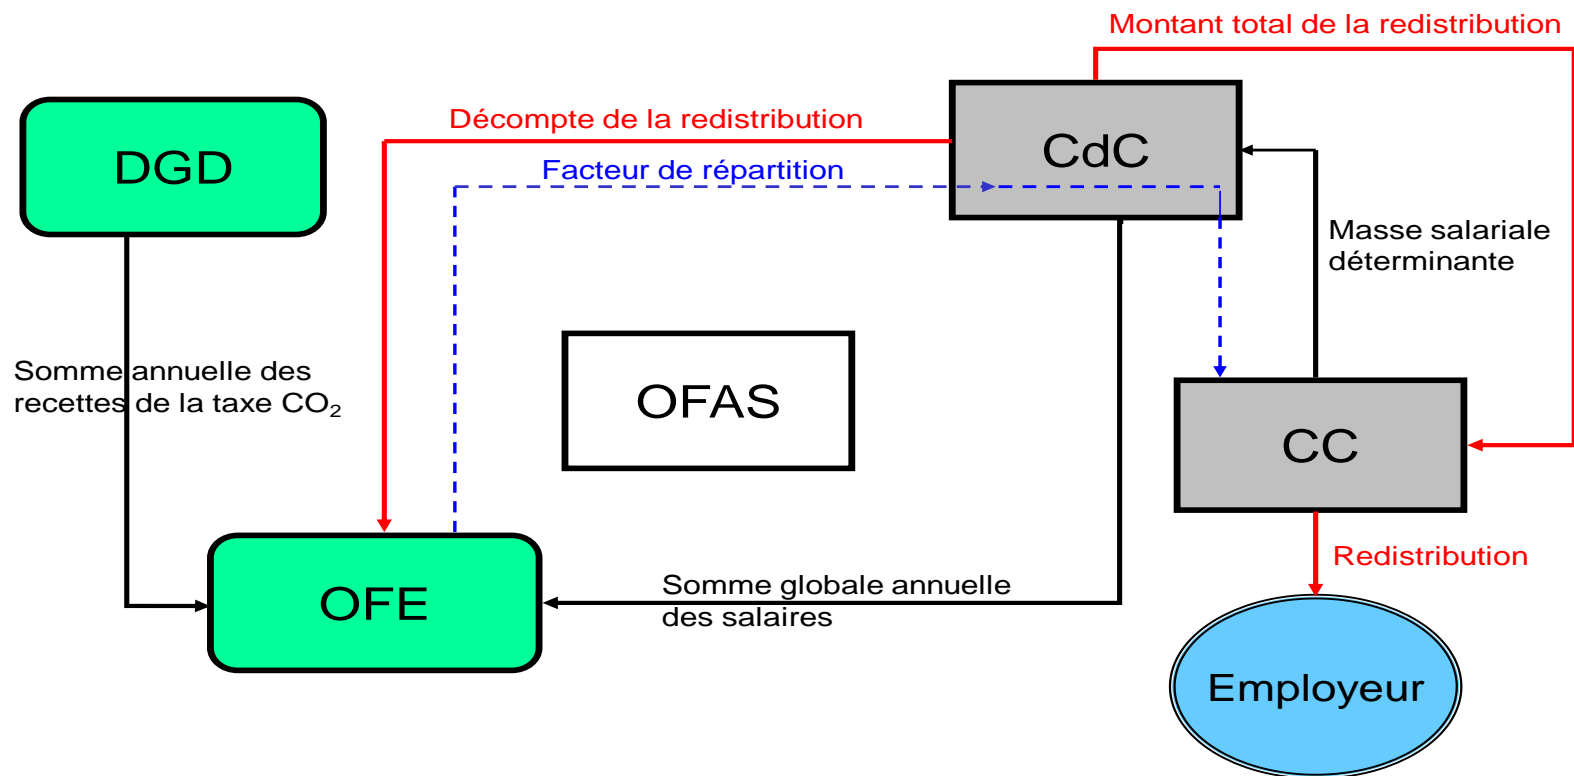 Montant total de la redistribution
DGD
Décompte de la redistribution
CdC
Facteur de répartition
Masse salariale
déterminante
Somme annuelle des
recettes de la taxe CO₂
OFAS
CC
OFE
Somme globale annuelle
des salaires
Redistribution
Employeur